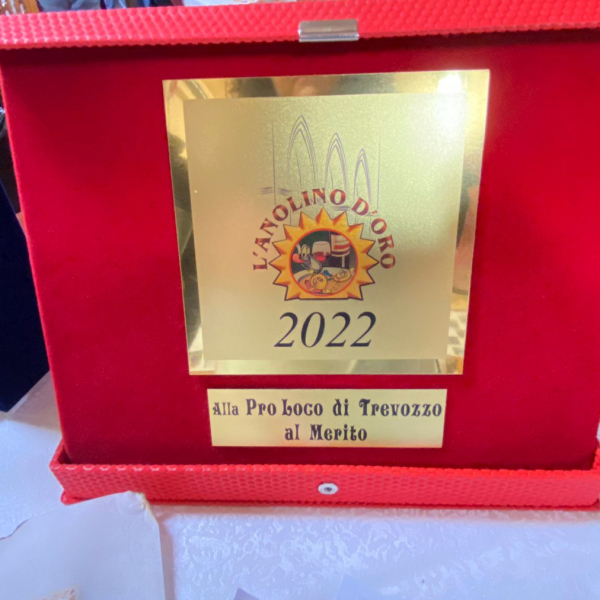 L'ANOLINO D'ORO
2022
Alla Pro Loco di Trevozzo
al Merito